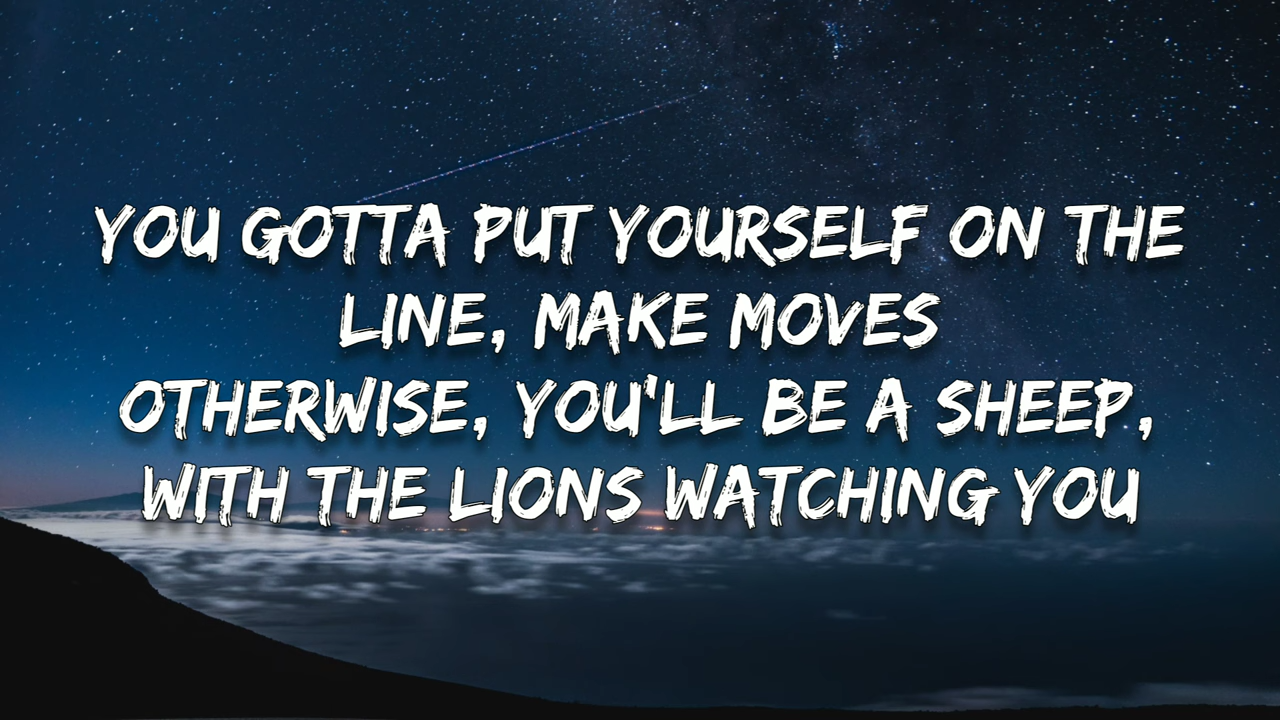 YOU GOTTA PUT YOURSELF ON THE
LINE, MAKE MOVES
OTHERWISE, YOU'LL BE A SHEEP,
WITH THE LIONS WATCHING YOU